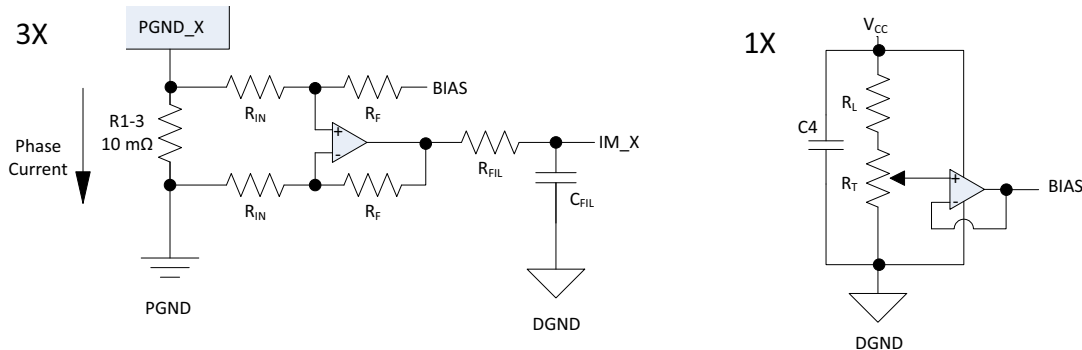 3X
PGND_X
R1-3
10 mΩ
Phase
Current
R_IN
R_F
BIAS
+
-
R_IN
R_F
R_FIL
IM_X
C_FIL
PGND
DGND
1X
V_CC
C4
R_L
R_T
+
-
BIAS
DGND